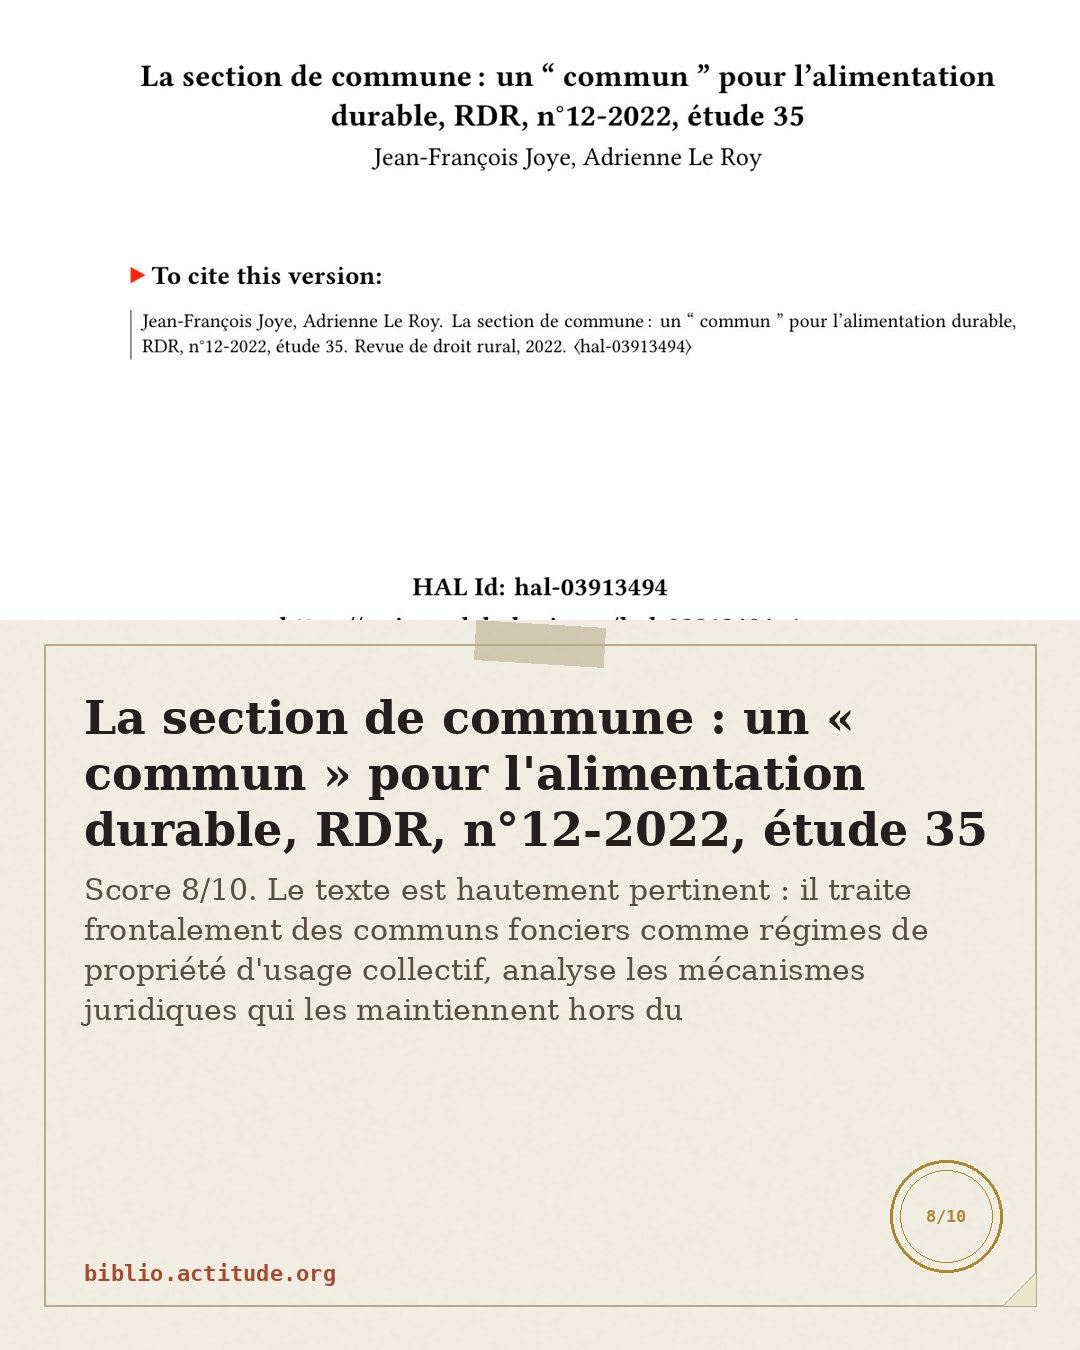 La section de commune : un “ commun ” pour l’alimentation
durable, RDR, n°12-2022, étude 35
Jean-François Joye, Adrienne Le Roy
To cite this version:
Jean-François Joye, Adrienne Le Roy. La section de commune : un “ commun ” pour l’alimentation durable,
RDR, n°12-2022, étude 35. Revue de droit rural, 2022. ⟨hal-03913494⟩
HAL Id: hal-03913494
La section de commune : un «
commun » pour l'alimentation
durable, RDR, n°12-2022, étude 35
Score 8/10. Le texte est hautement pertinent : il traite
frontalement des communs fonciers comme régimes de
propriété d'usage collectif, analyse les mécanismes
juridiques qui les maintiennent hors du
8/10
biblio.actitude.org